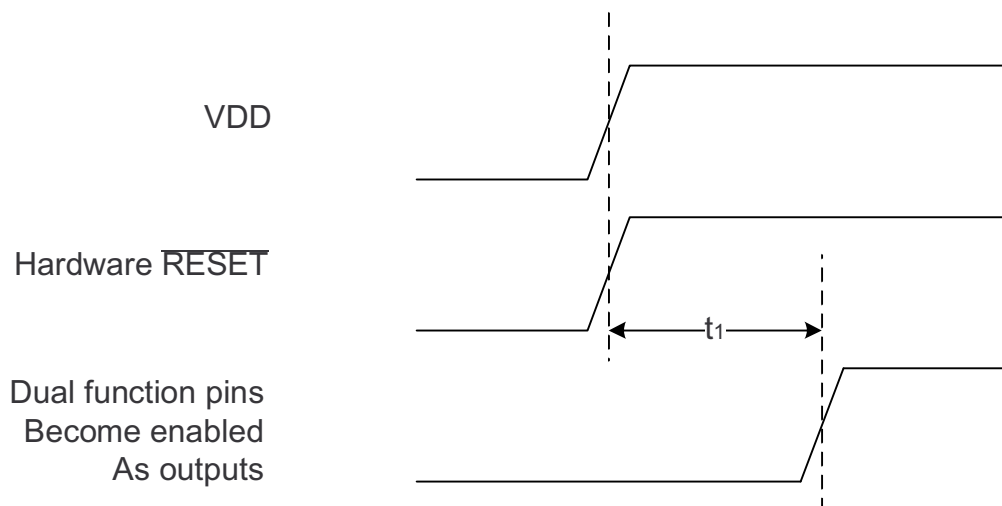 VDD
Hardware RESET
t1
Dual function pins
Become enabled
As outputs